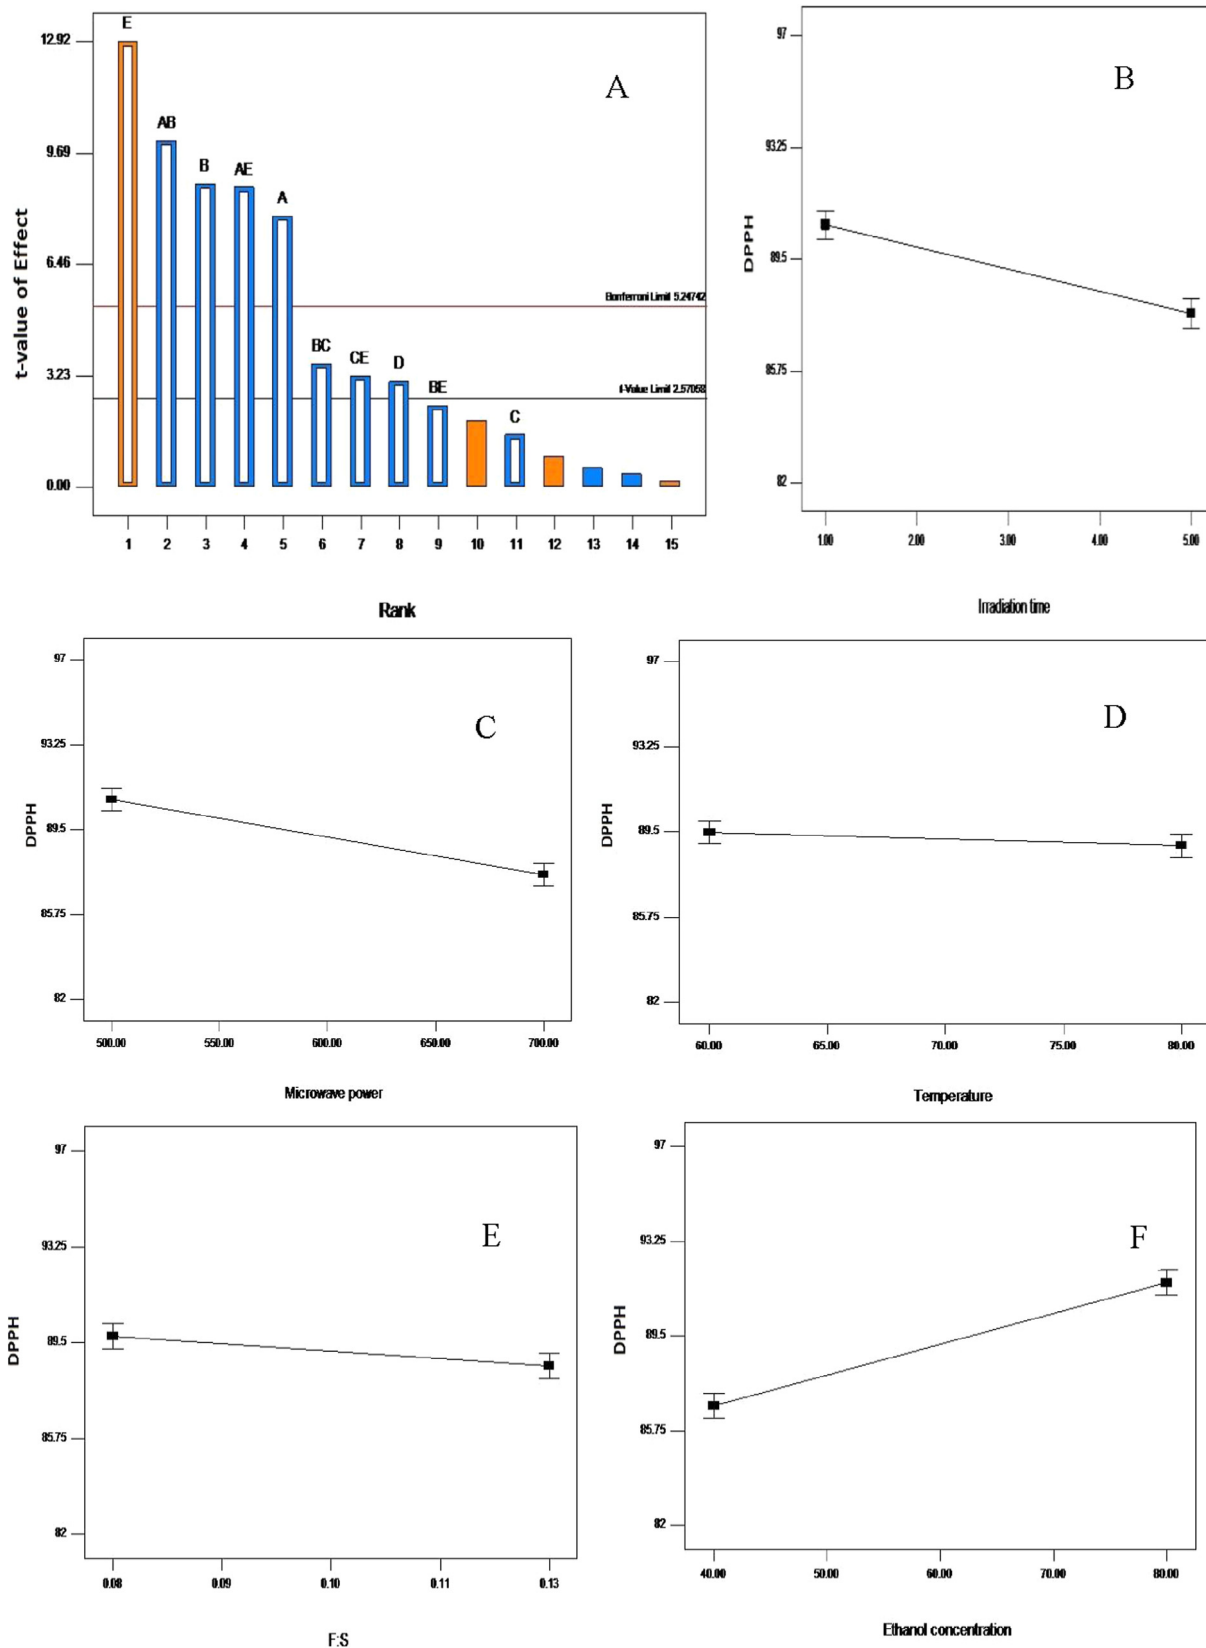 E
12.92
A
AB
9.69
B
AE
A
6.46
t-value of Effect
Bonferroni Limit 5.24742
BC
CE
D
3.23
t-Value Limit 2.57058
BE
C
0.00
1 2 3 4 5 6 7 8 9 10 11 12 13 14 15
Rank
97
B
93.25
DPPH
89.5
85.75
82
1.00 2.00 3.00 4.00 5.00
Irradiation time
97
C
93.25
DPPH
89.5
85.75
82
500.00 550.00 600.00 650.00 700.00
Microwave power
97
D
93.25
DPPH
89.5
85.75
82
60.00 65.00 70.00 75.00 80.00
Temperature
97
E
93.25
DPPH
89.5
85.75
82
0.08 0.09 0.10 0.11 0.13
F:S
97
F
93.25
DPPH
89.5
85.75
82
40.00 50.00 60.00 70.00 80.00
Ethanol concentration